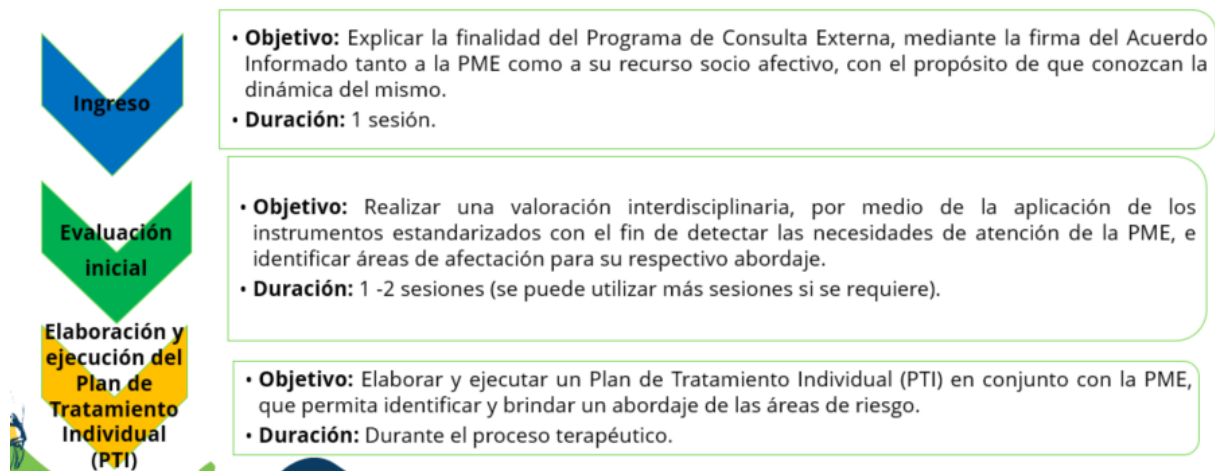 Ingreso
• Objetivo: Explicar la finalidad del Programa de Consulta Externa, mediante la firma del Acuerdo
Informado tanto a la PME como a su recurso socio afectivo, con el propósito de que conozcan la
dinámica del mismo.
• Duración: 1 sesión.
Evaluación
inicial
• Objetivo: Realizar una valoración interdisciplinaria, por medio de la aplicación de los
instrumentos estandarizados con el fin de detectar las necesidades de atención de la PME, e
identificar áreas de afectación para su respectivo abordaje.
• Duración: 1 -2 sesiones (se puede utilizar más sesiones si se requiere).
Elaboración y
ejecución del
Plan de
Tratamiento
Individual
(PTI)
• Objetivo: Elaborar y ejecutar un Plan de Tratamiento Individual (PTI) en conjunto con la PME,
que permita identificar y brindar un abordaje de las áreas de riesgo.
• Duración: Durante el proceso terapéutico.